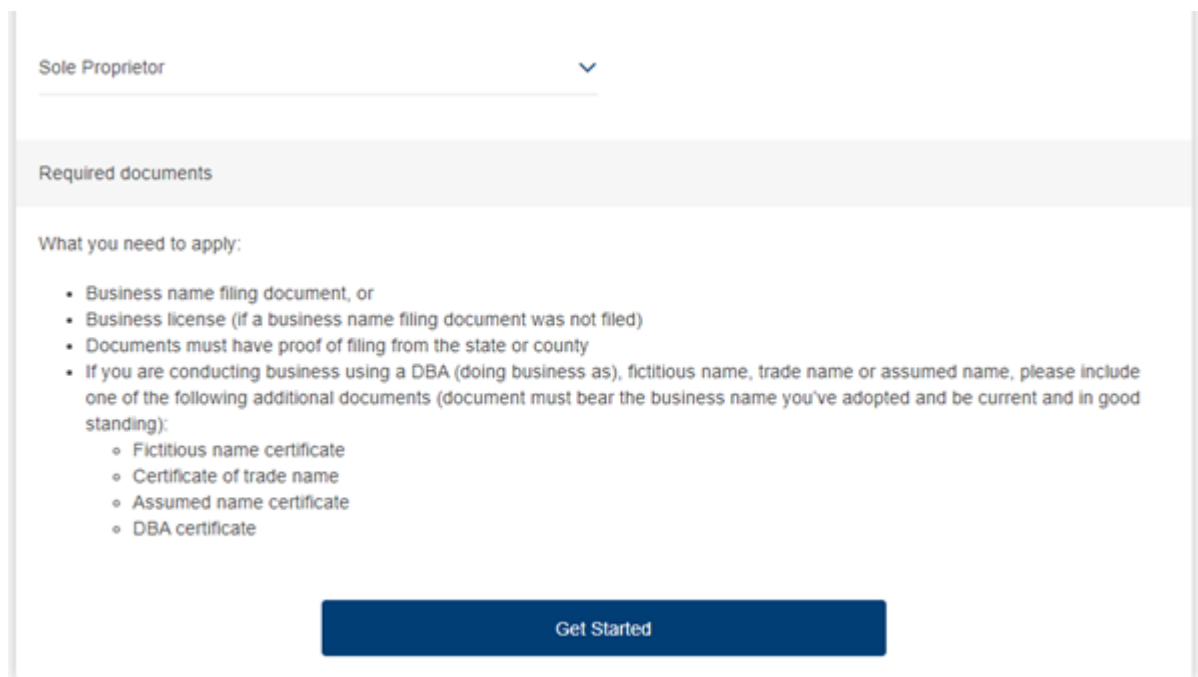 Sole Proprietor
Required documents
What you need to apply:
• Business name filing document, or
• Business license (if a business name filing document was not filed)
• Documents must have proof of filing from the state or county
• If you are conducting business using a DBA (doing business as), fictitious name, trade name or assumed name, please include
one of the following additional documents (document must bear the business name you've adopted and be current and in good
standing):
◦ Fictitious name certificate
◦ Certificate of trade name
◦ Assumed name certificate
◦ DBA certificate
Get Started